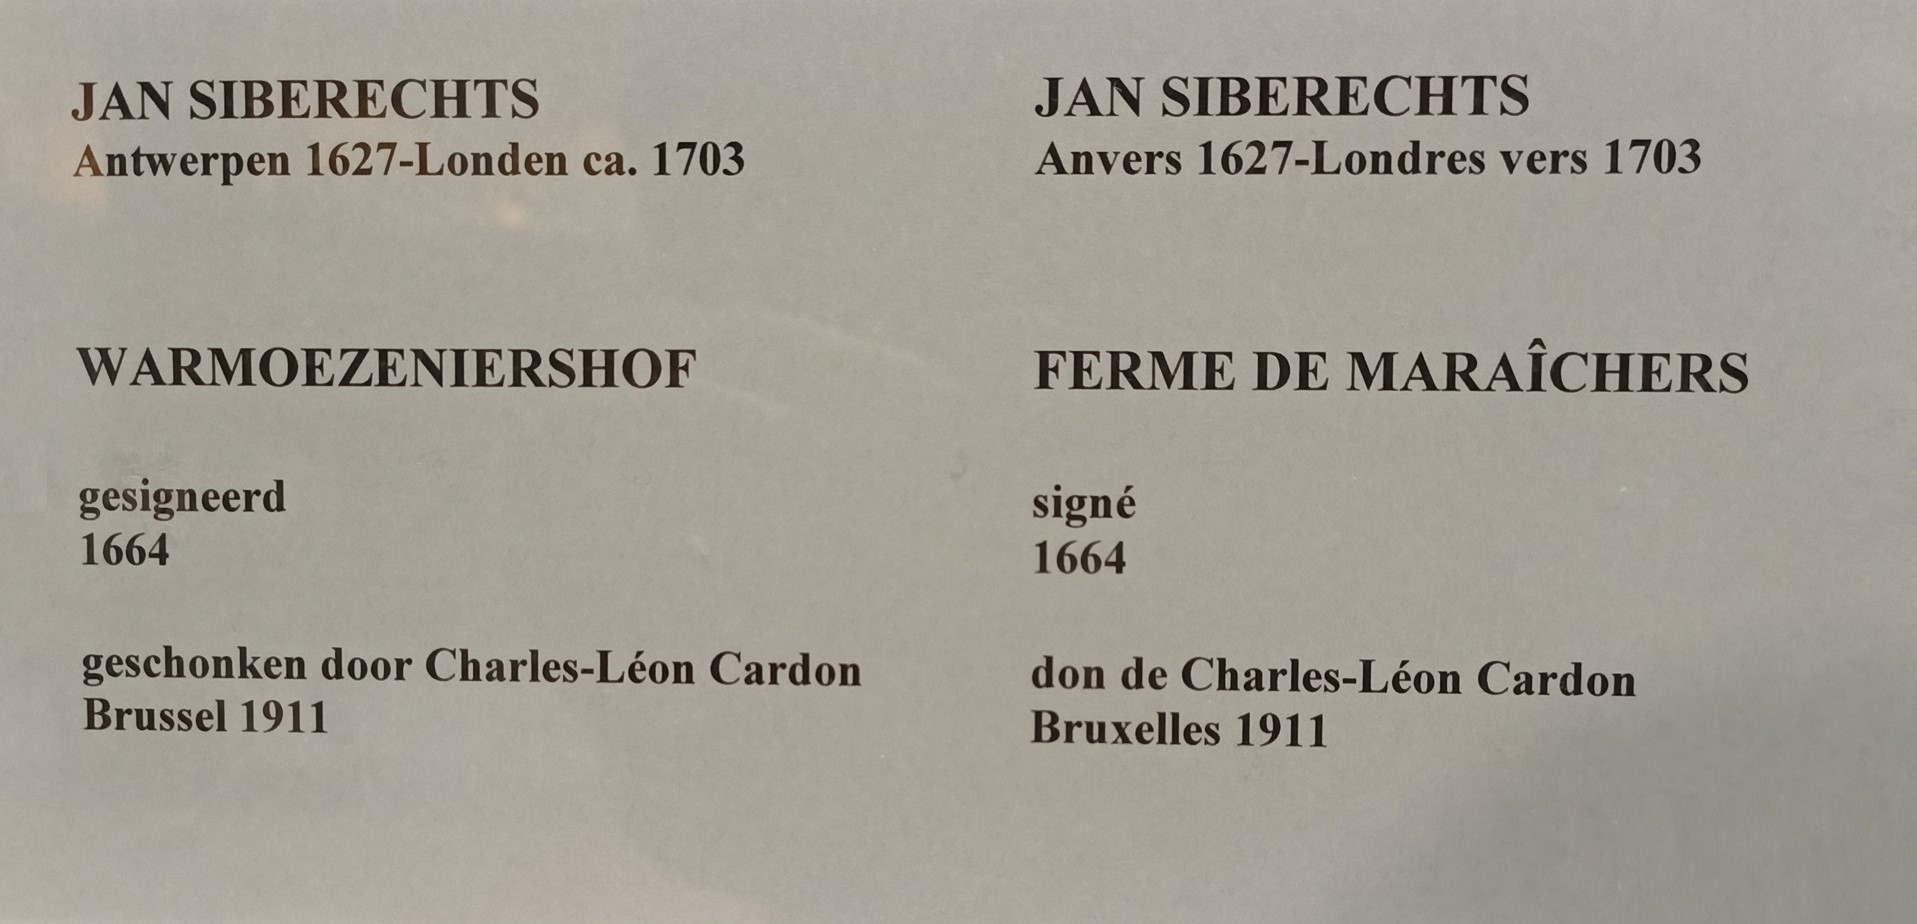 JAN SIBERECHTS
Antwerpen 1627-Londen ca. 1703
WARMOEZENIERSHOF
gesigneerd
1664
geschonken door Charles-Léon Cardon
Brussel 1911
JAN SIBERECHTS
Anvers 1627-Londres vers 1703
FERME DE MARAÎCHERS
signé
1664
don de Charles-Léon Cardon
Bruxelles 1911